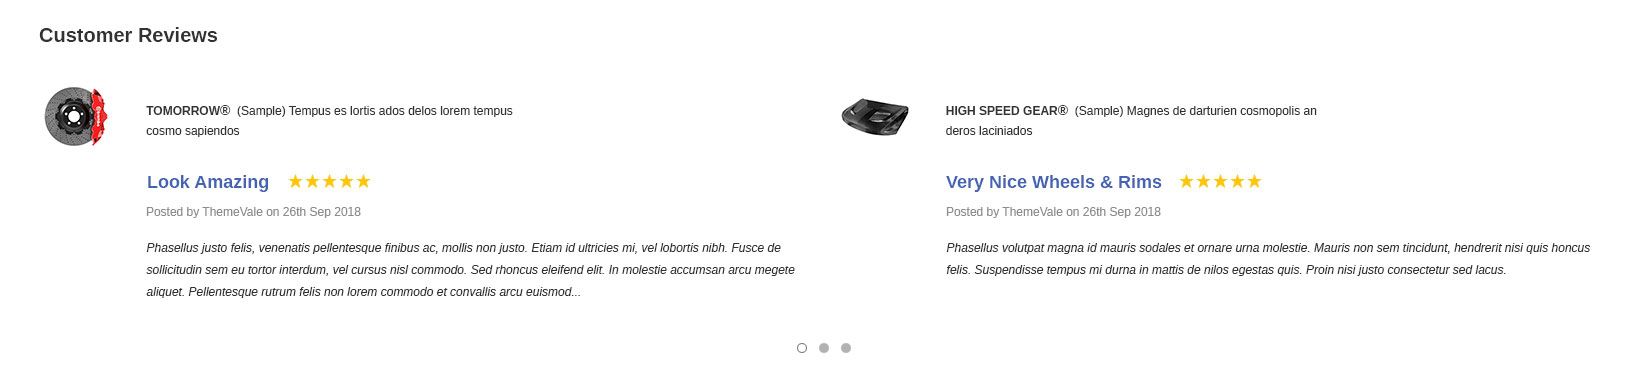 Customer Reviews
TOMORROW® (Sample) Tempus es lortis ados delos lorem tempus
cosmo sapiendos
Look Amazing ★★★★★
Posted by ThemeVale on 26th Sep 2018
Phasellus justo felis, venenatis pellentesque finibus ac, mollis non justo. Etiam id ultricies mi, vel lobortis nibh. Fusce de
sollicitudin sem eu tortor interdum, vel cursus nisl commodo. Sed rhoncus eleifend elit. In molestie accumsan arcu megete
aliquet. Pellentesque rutrum felis non lorem commodo et convallis arcu euismod...
HIGH SPEED GEAR® (Sample) Magnes de darturien cosmopolis an
deros laciniados
Very Nice Wheels & Rims ★★★★★
Posted by ThemeVale on 26th Sep 2018
Phasellus volutpat magna id mauris sodales et ornare urna molestie. Mauris non sem tincidunt, hendrerit nisi quis honcus
felis. Suspendisse tempus mi durna in mattis de nilos egestas quis. Proin nisi justo consectetur sed lacus.